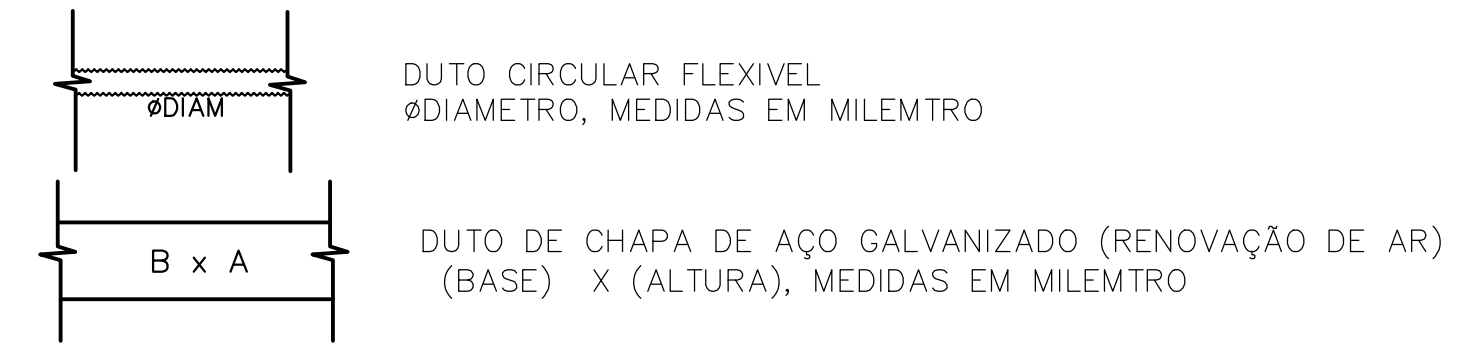 DUTO CIRCULAR FLEXIVEL
øDIAMETRO, MEDIDAS EM MILEMTRO
øDIAM
DUTO DE CHAPA DE AÇO GALVANIZADO (RENOVAÇÃO DE AR)
B x A
(BASE) X (ALTURA), MEDIDAS EM MILEMTRO